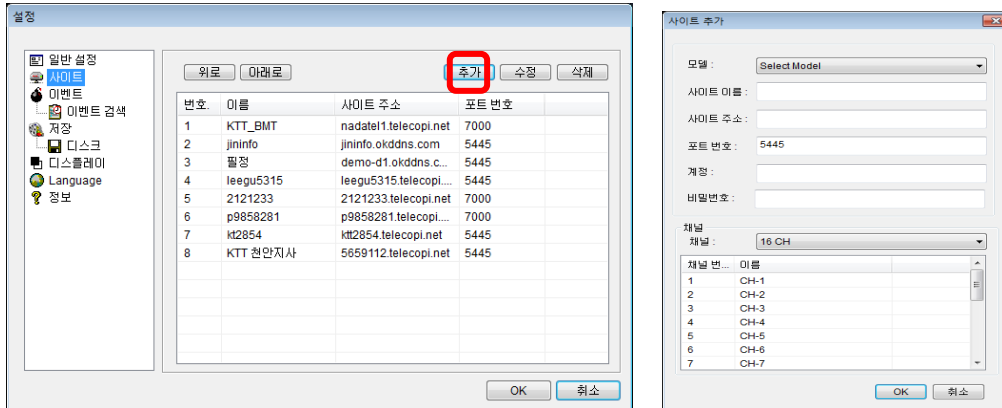 설정
일반 설정
사이트
이벤트
이벤트 검색
저장
디스크
디스플레이
Language
정보
위로 아래로 추가 수정 삭제
번호. 이름 사이트 주소 포트 번호
1 KTT_BMT nadatel1.telecopi.net 7000
2 jininfo jininfo.okddns.com 5445
3 필정 demo-d1.okddns.c... 5445
4 leegu5315 leegu5315.telecopi.... 5445
5 2121233 2121233.telecopi.net 7000
6 p9858281 p9858281.telecopi.... 7000
7 kt2854 ktt2854.telecopi.net 5445
8 KTT 천안지사 5659112.telecopi.net 5445
OK 취소
사이트 추가
모델 : Select Model
사이트 이름 :
사이트 주소 :
포트 번호 : 5445
계정 :
비밀번호 :
채널
채널 : 16 CH
채널 번... 이름
1 CH-1
2 CH-2
3 CH-3
4 CH-4
5 CH-5
6 CH-6
7 CH-7
OK 취소